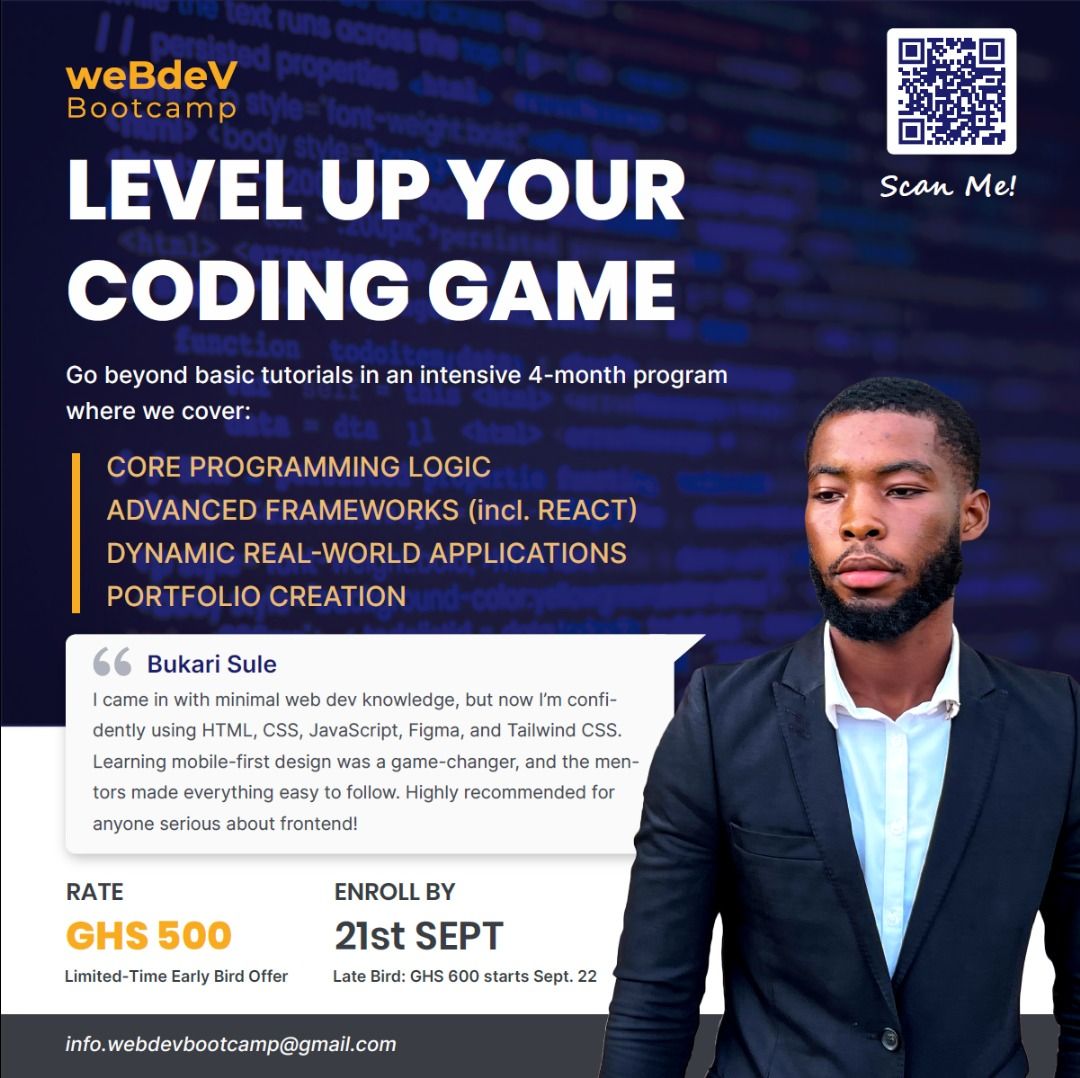 weBdeV
Bootcamp
Scan Me!
LEVEL UP YOUR
CODING GAME
Go beyond basic tutorials in an intensive 4-month program
where we cover:
CORE PROGRAMMING LOGIC
ADVANCED FRAMEWORKS (incl. REACT)
DYNAMIC REAL-WORLD APPLICATIONS
PORTFOLIO CREATION
“ Bukari Sule
I came in with minimal web dev knowledge, but now I’m confi-
dently using HTML, CSS, JavaScript, Figma, and Tailwind CSS.
Learning mobile-first design was a game-changer, and the men-
tors made everything easy to follow. Highly recommended for
anyone serious about frontend!
RATE
GHS 500
Limited-Time Early Bird Offer
ENROLL BY
21st SEPT
Late Bird: GHS 600 starts Sept. 22
info.webdevbootcamp@gmail.com